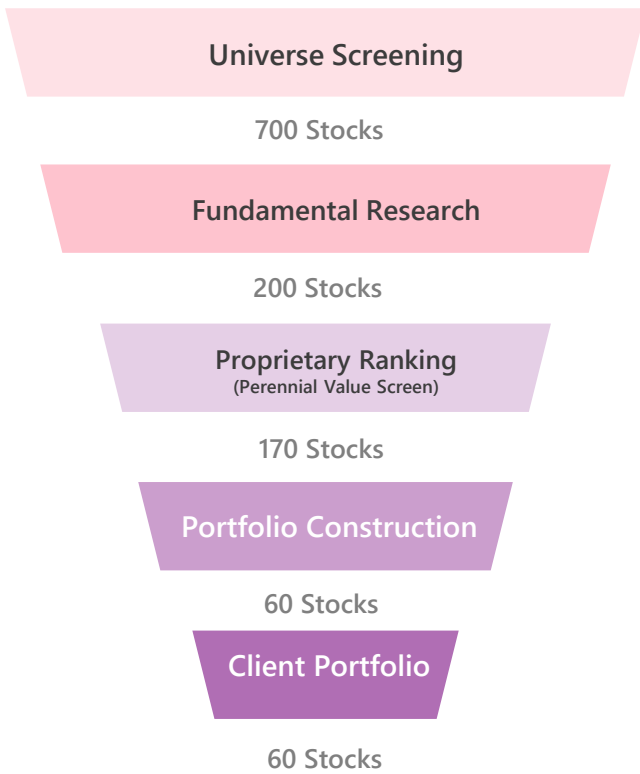 Universe Screening
700 Stocks
Fundamental Research
200 Stocks
Proprietary Ranking
(Perennial Value Screen)
170 Stocks
Portfolio Construction
60 Stocks
Client Portfolio
60 Stocks